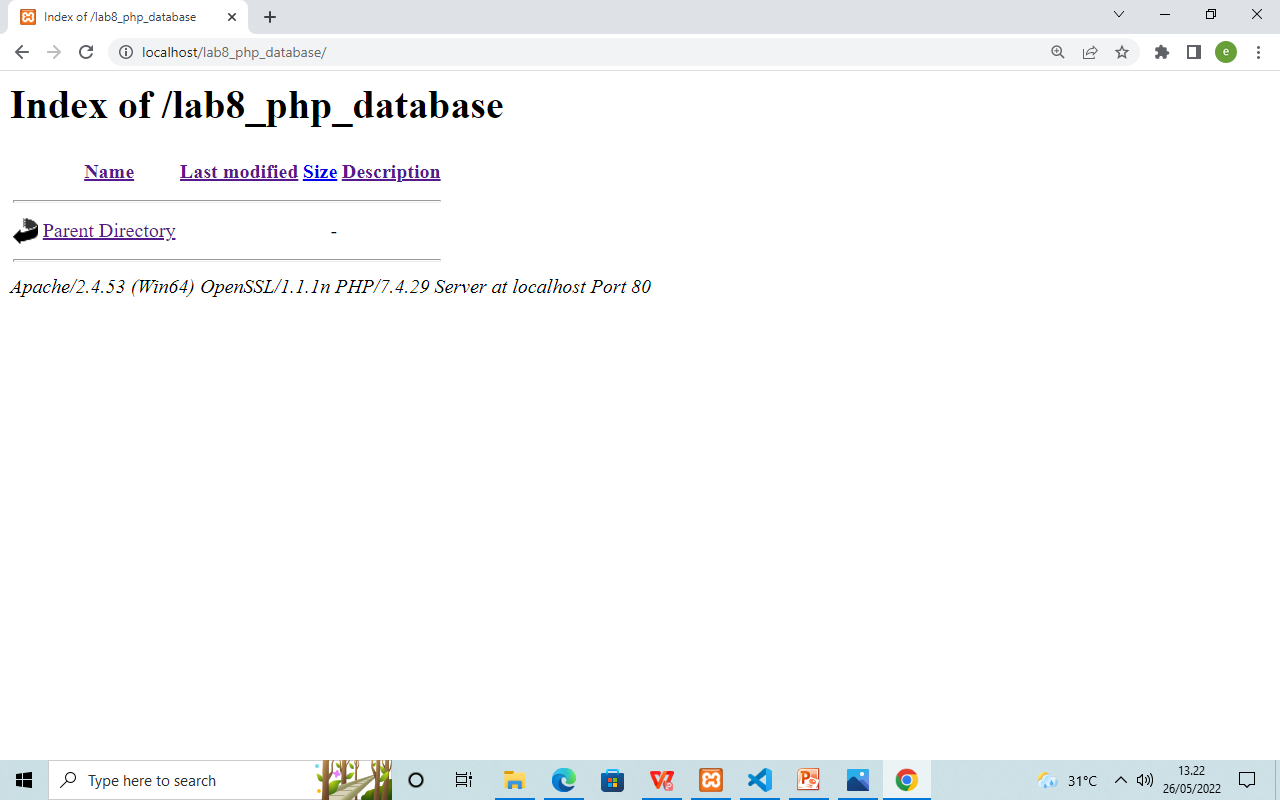 Index of /lab8_php_database
localhost/lab8_php_database/
e
Index of /lab8_php_database
Name Last modified Size Description
Parent Directory -
Apache/2.4.53 (Win64) OpenSSL/1.1.1n PHP/7.4.29 Server at localhost Port 80
Type here to search
31°C
13.22
26/05/2022